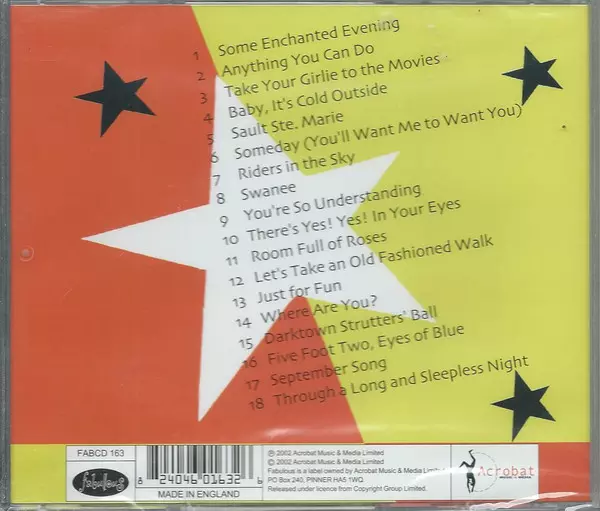 1 Some Enchanted Evening
2 Anything You Can Do
3 Take Your Girlie to the Movies
4 Baby, It's Cold Outside
5 Sault Ste. Marie
6 Someday (You'll Want Me to Want You)
7 Riders in the Sky
8 Swanee
9 You're So Understanding
10 There's Yes! Yes! In Your Eyes
11 Room Full of Roses
12 Let's Take an Old Fashioned Walk
13 Just for Fun
14 Where Are You?
15 Darktown Strutters' Ball
16 Five Foot Two, Eyes of Blue
17 September Song
18 Through a Long and Sleepless Night
FABCD 163
fabulous
8 24046 01632 6
MADE IN ENGLAND
℗ 2002 Acrobat Music & Media Limited
© 2002 Acrobat Music & Media Limited
Fabulous is a label owned by Acrobat Music & Media Limited
PO Box 240, PINNER HA5 1WQ
Released under licence from Copyright Group Limited.
Acrobat
MUSIC & MEDIA